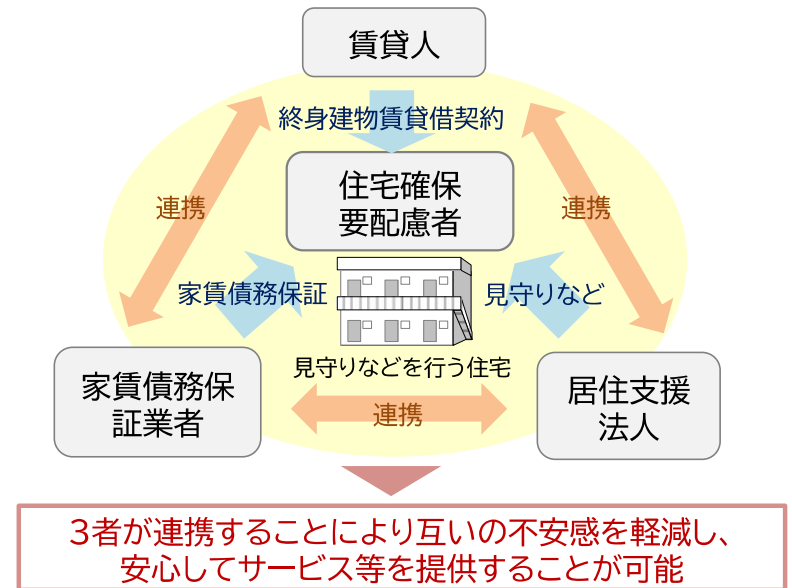 賃貸人
終身建物賃貸借契約
住宅確保
要配慮者
連携
連携
家賃債務保証
見守りなど
見守りなどを行う住宅
家賃債務保
証業者
連携
居住支援
法人
３者が連携することにより互いの不安感を軽減し、
安心してサービス等を提供することが可能